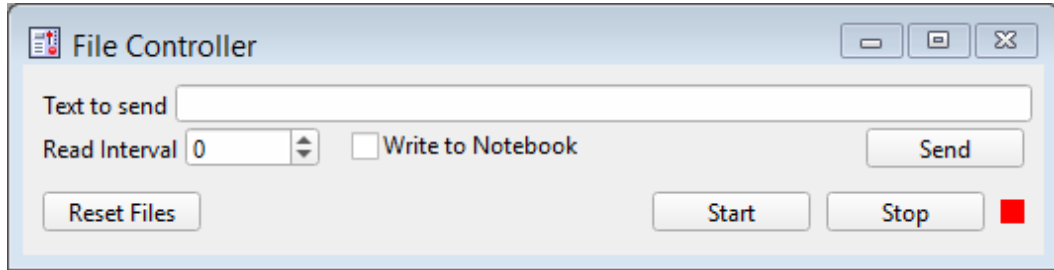 File Controller
Text to send
Read Interval 0 Write to Notebook Send
Reset Files Start Stop